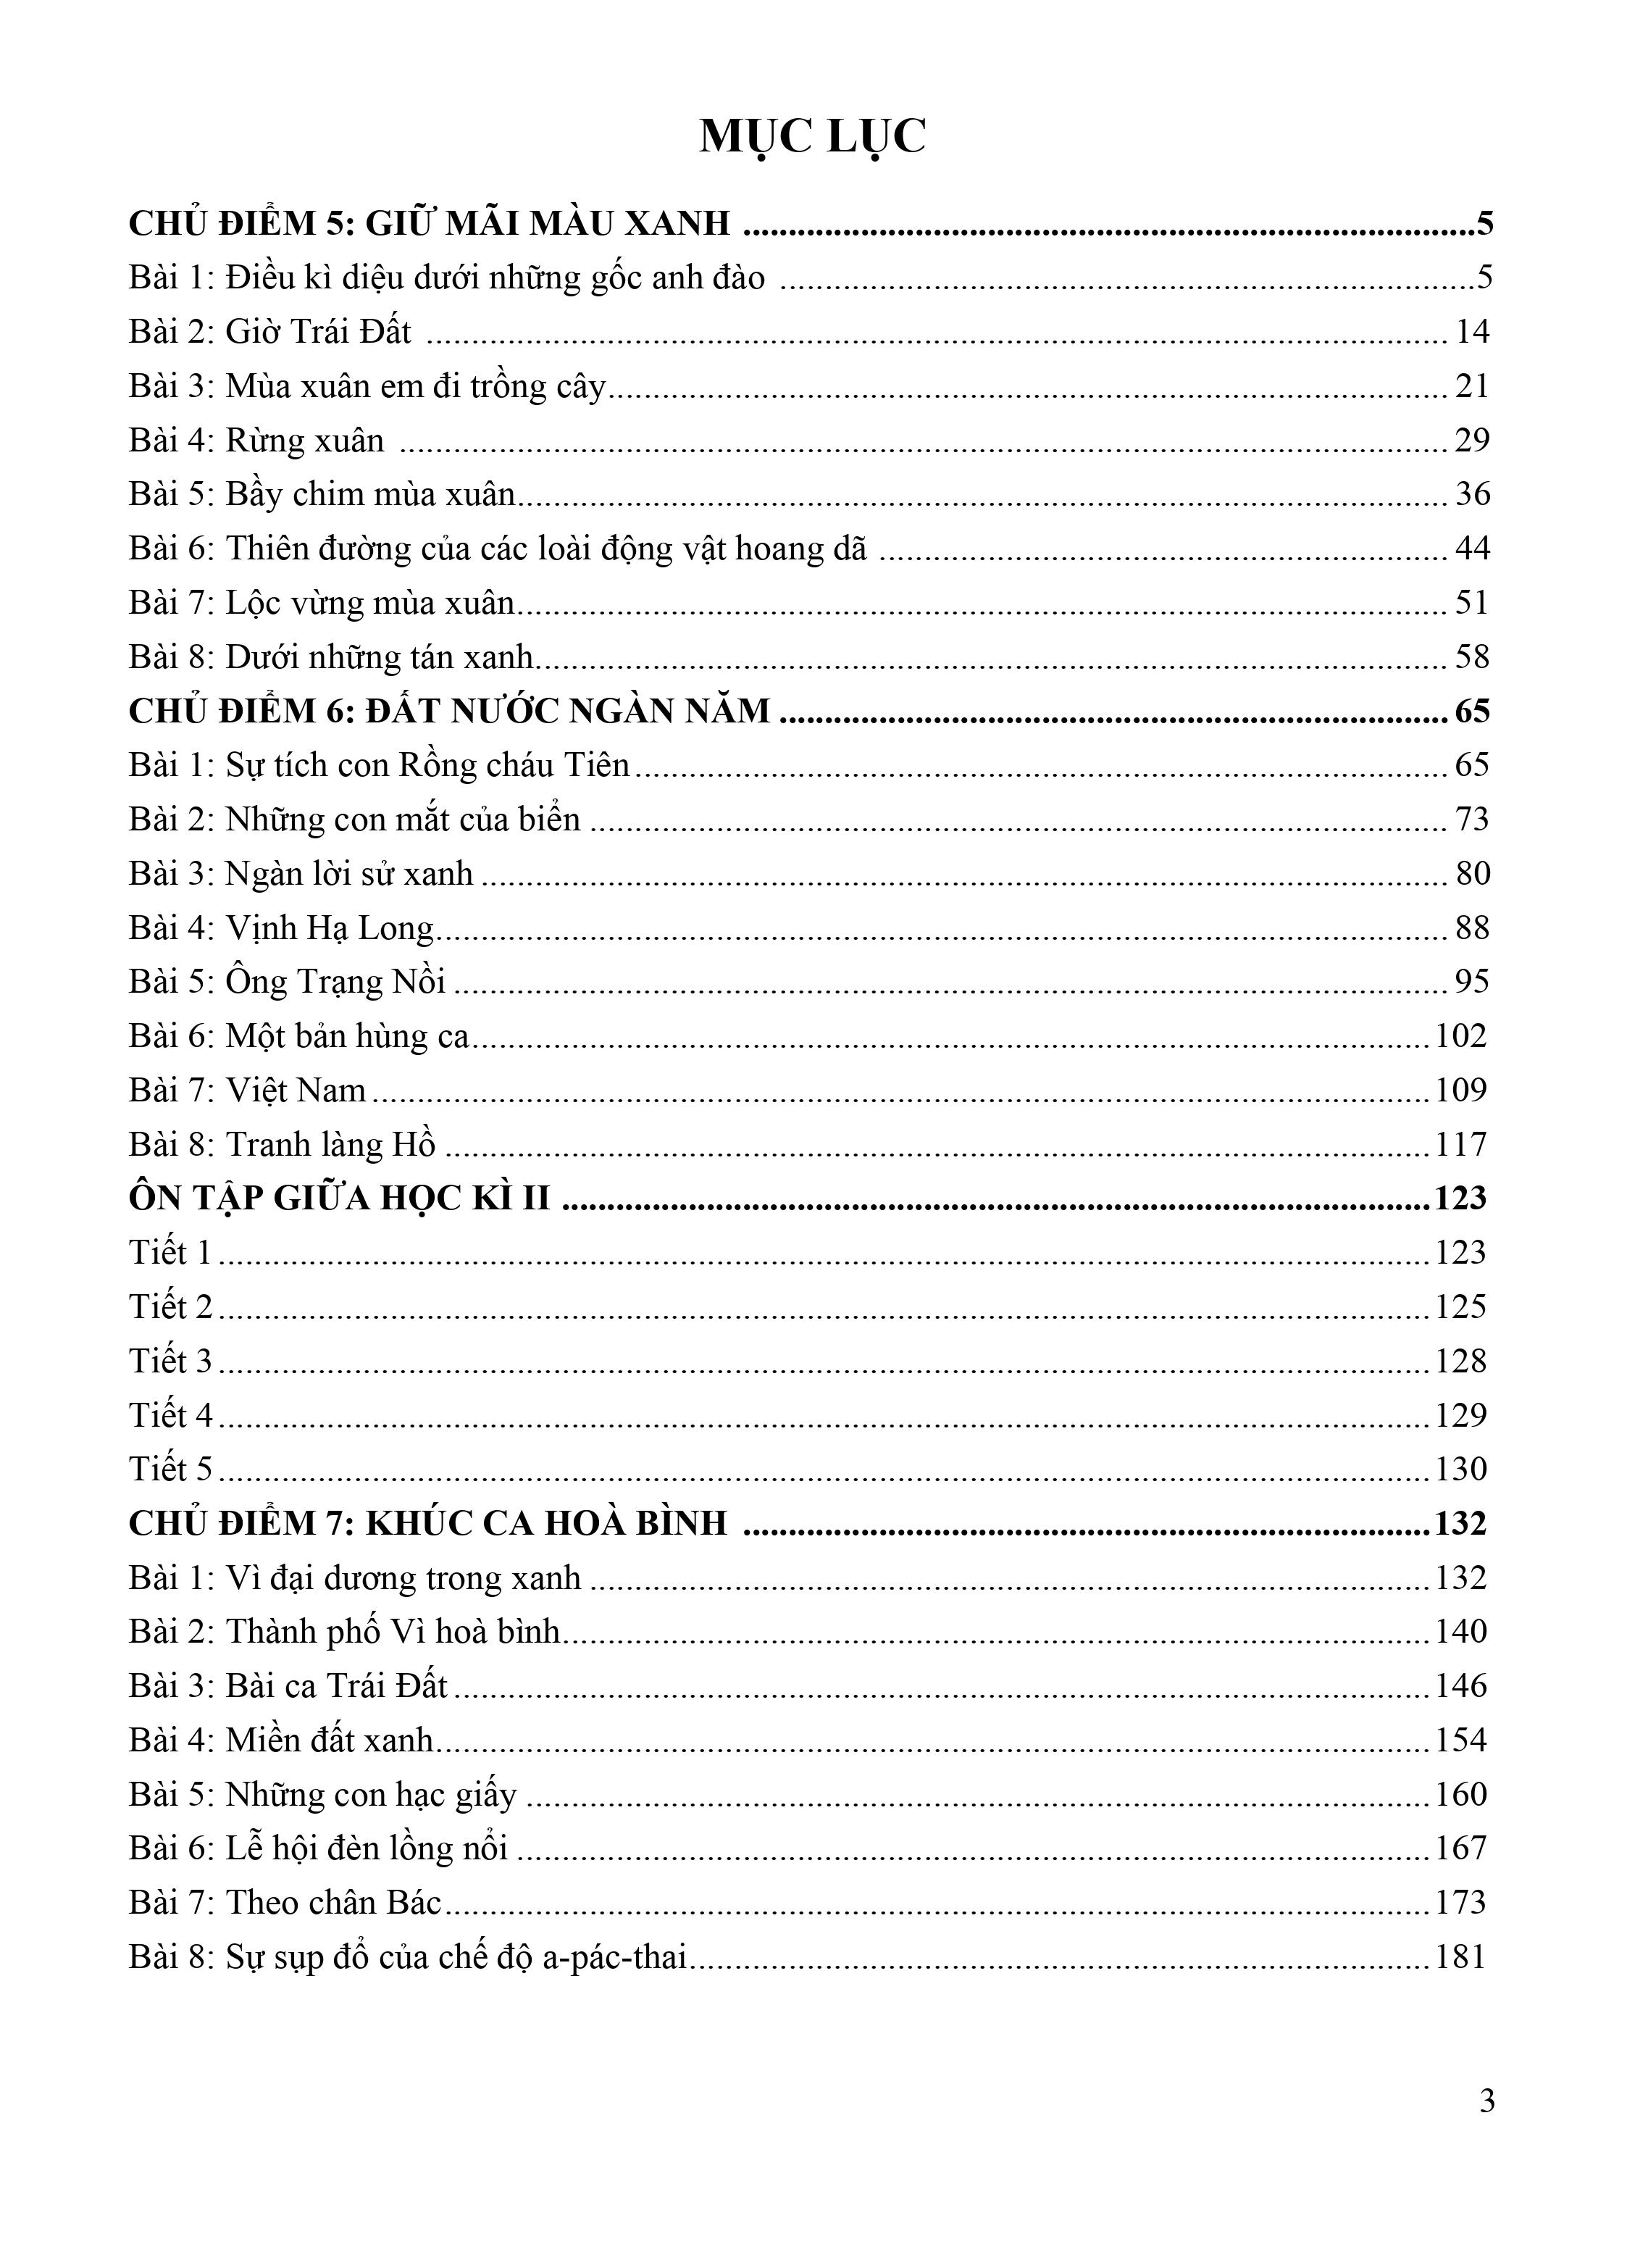 MỤC LỤC
CHỦ ĐIỂM 5: GIỮ MÃI MÀU XANH ........................................5
Bài 1: Điều kì diệu dưới những gốc anh đào ........................................5
Bài 2: Giờ Trái Đất ........................................ 14
Bài 3: Mùa xuân em đi trồng cây........................................ 21
Bài 4: Rừng xuân ........................................ 29
Bài 5: Bầy chim mùa xuân........................................ 36
Bài 6: Thiên đường của các loài động vật hoang dã ........................................ 44
Bài 7: Lộc vừng mùa xuân........................................ 51
Bài 8: Dưới những tán xanh........................................ 58
CHỦ ĐIỂM 6: ĐẤT NƯỚC NGÀN NĂM ........................................ 65
Bài 1: Sự tích con Rồng cháu Tiên ........................................ 65
Bài 2: Những con mắt của biển ........................................ 73
Bài 3: Ngàn lời sử xanh ........................................ 80
Bài 4: Vịnh Hạ Long........................................ 88
Bài 5: Ông Trạng Nồi ........................................ 95
Bài 6: Một bản hùng ca........................................ 102
Bài 7: Việt Nam ........................................ 109
Bài 8: Tranh làng Hồ ........................................ 117
ÔN TẬP GIỮA HỌC KÌ II ........................................ 123
Tiết 1 ........................................ 123
Tiết 2 ........................................ 125
Tiết 3 ........................................ 128
Tiết 4 ........................................ 129
Tiết 5 ........................................ 130
CHỦ ĐIỂM 7: KHÚC CA HOÀ BÌNH ........................................ 132
Bài 1: Vì đại dương trong xanh ........................................ 132
Bài 2: Thành phố Vì hoà bình........................................ 140
Bài 3: Bài ca Trái Đất ........................................ 146
Bài 4: Miền đất xanh........................................ 154
Bài 5: Những con hạc giấy ........................................ 160
Bài 6: Lễ hội đèn lồng nổi ........................................ 167
Bài 7: Theo chân Bác........................................ 173
Bài 8: Sự sụp đổ của chế độ a-pác-thai........................................ 181
3